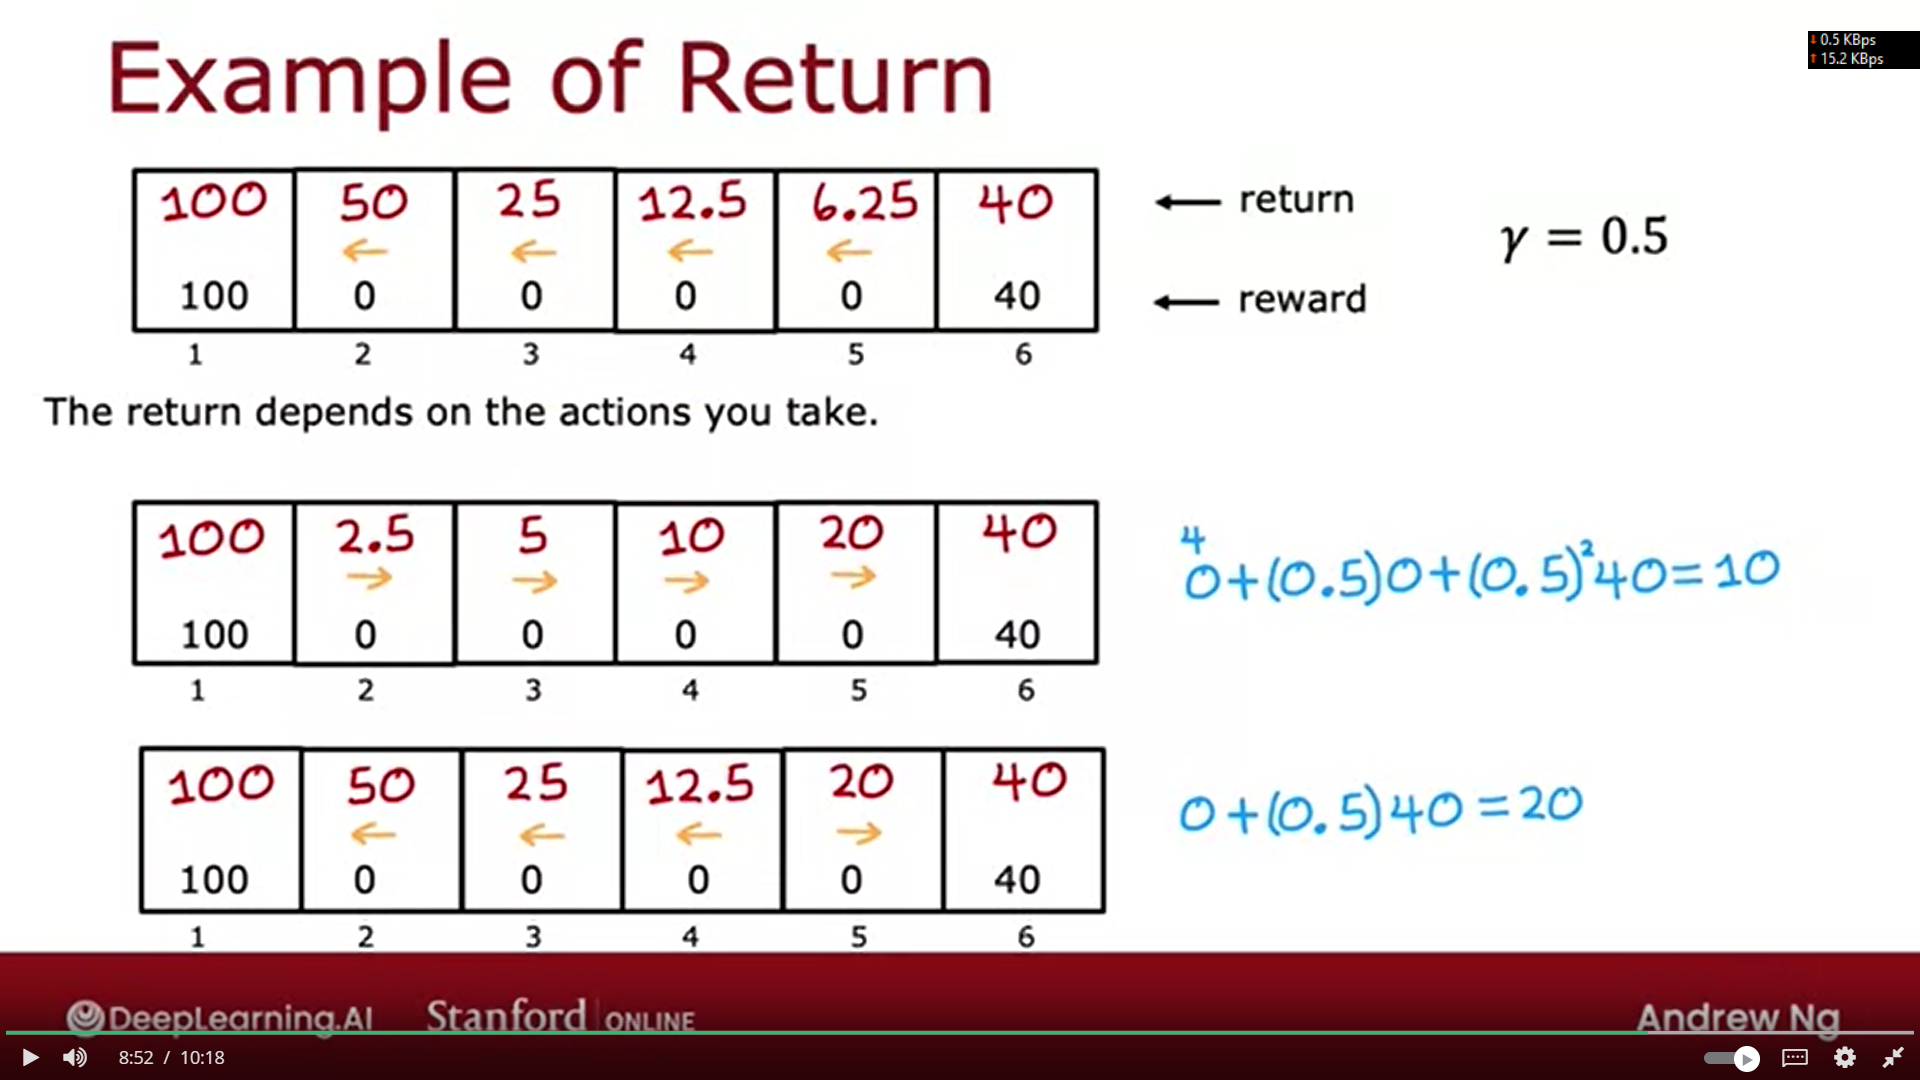 Example of Return
0.5 KBps
15.2 KBps
100 50 25 12.5 6.25 40
← ← ← ←
100 0 0 0 0 40
1 2 3 4 5 6
← return
← reward
γ = 0.5
The return depends on the actions you take.
100 2.5 5 10 20 40
→ → → →
100 0 0 0 0 40
1 2 3 4 5 6
4
0+(0.5)0+(0.5)²40=10
100 50 25 12.5 20 40
← ← ← →
100 0 0 0 0 40
1 2 3 4 5 6
0+(0.5)40=20
DeepLearning.AI Stanford | ONLINE Andrew Ng
8:52 / 10:18